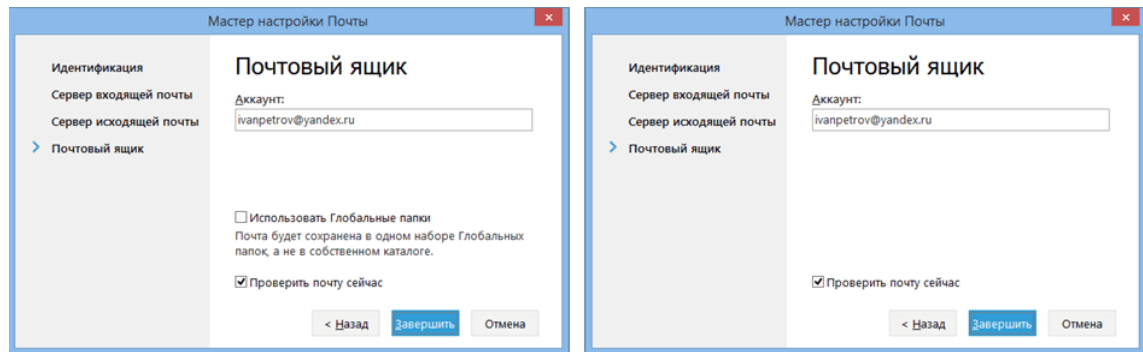 Мастер настройки Почты
Идентификация
Сервер входящей почты
Сервер исходящей почты
Почтовый ящик
Почтовый ящик
Аккаунт:
ivanpetrov@yandex.ru
Использовать Глобальные папки
Почта будет сохранена в одном наборе Глобальных
папок, а не в собственном каталоге.
Проверить почту сейчас
< Назад
Завершить
Отмена
Мастер настройки Почты
Идентификация
Сервер входящей почты
Сервер исходящей почты
Почтовый ящик
Почтовый ящик
Аккаунт:
ivanpetrov@yandex.ru
Проверить почту сейчас
< Назад
Завершить
Отмена